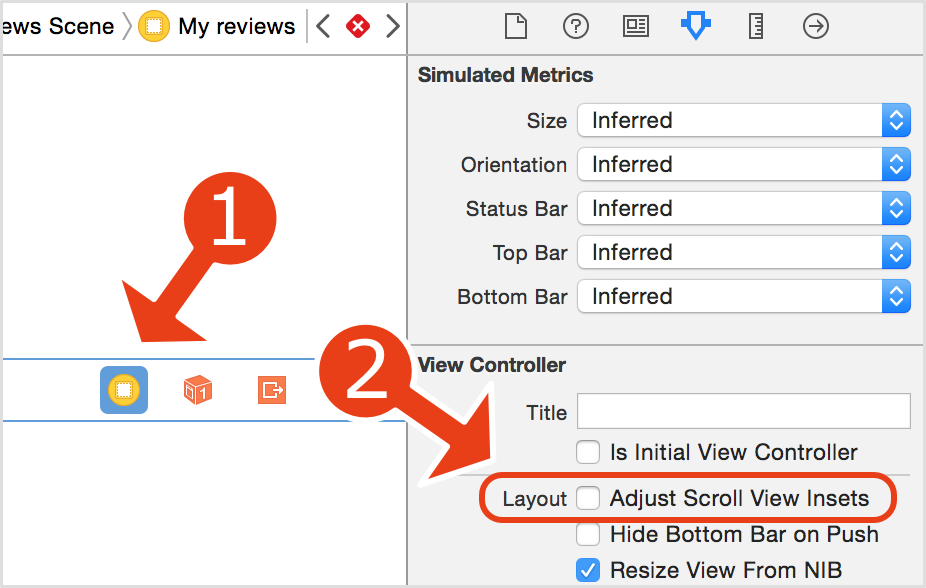 ews Scene My reviews
?
Simulated Metrics
Size Inferred
Orientation Inferred
Status Bar Inferred
Top Bar Inferred
Bottom Bar Inferred
1
1
2
View Controller
Title
Is Initial View Controller
Layout Adjust Scroll View Insets
Hide Bottom Bar on Push
Resize View From NIB